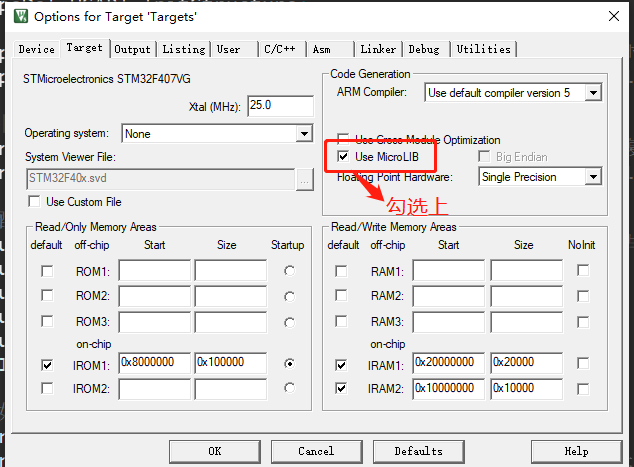 Options for Target 'Targets'
Device Target Output Listing User C/C++ Asm Linker Debug Utilities
STMicroelectronics STM32F407VG
Xtal (MHz): 25.0
Operating system: None
System Viewer File:
STM32F40x.svd ...
Use Custom File
Code Generation
ARM Compiler: Use default compiler version 5
Use Cross Module Optimization
Use MicroLIB Big Endian
Floating Point Hardware: Single Precision
勾选上
Read/Only Memory Areas
default off-chip Start Size Startup
ROM1:
ROM2:
ROM3:
on-chip
IROM1: 0x8000000 0x100000
IROM2:
Read/Write Memory Areas
default off-chip Start Size NoInit
RAM1:
RAM2:
RAM3:
on-chip
IRAM1: 0x20000000 0x20000
IRAM2: 0x10000000 0x10000
OK Cancel Defaults Help